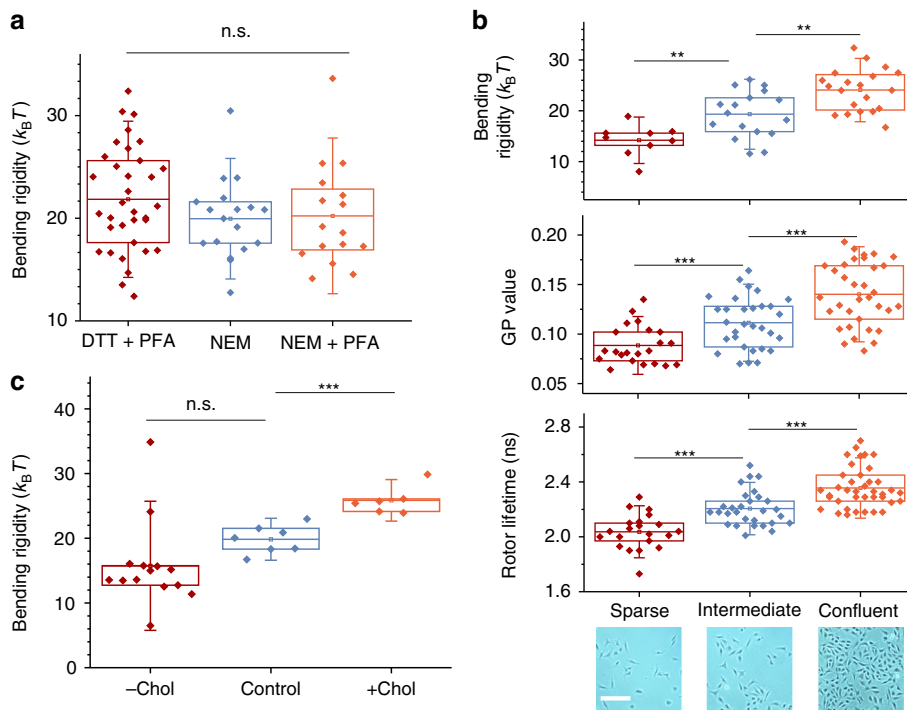 a
n.s.
Bending rigidity (kBT)
30
20
10
DTT + PFA
NEM
NEM + PFA
b
**
**
Bending
rigidity (kBT)
30
20
10
***
***
GP value
0.20
0.15
0.10
0.05
***
***
Rotor lifetime (ns)
2.8
2.4
2.0
1.6
Sparse
Intermediate
Confluent
c
n.s.
***
Bending rigidity (kBT)
40
30
20
10
0
–Chol
Control
+Chol